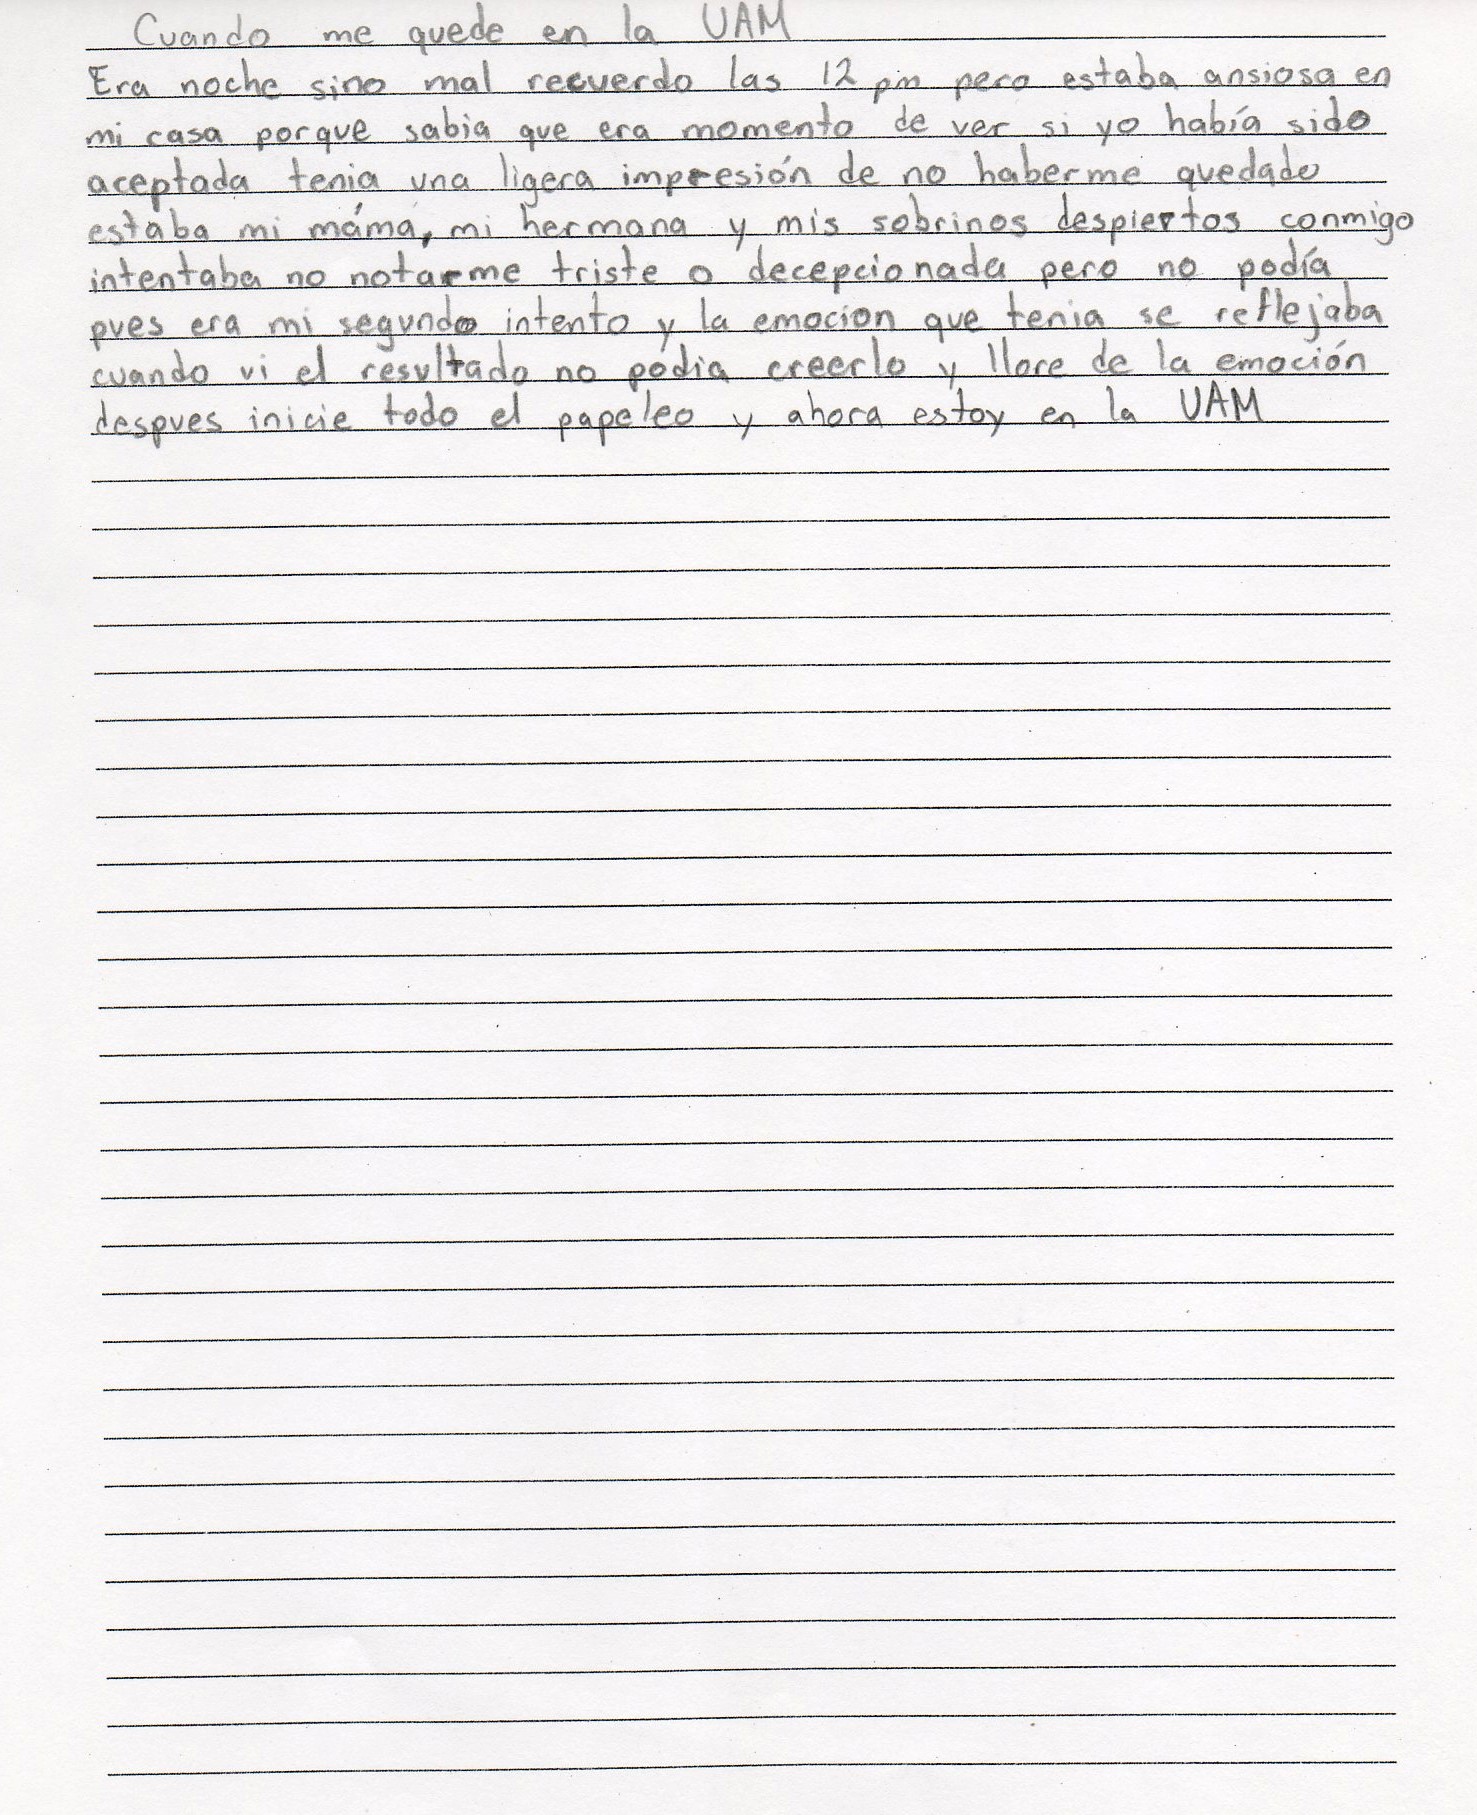 Cuando me quede en la UAM
Era noche sino mal recuerdo las 12 pm pero estaba ansiosa en
mi casa porque sabia que era momento de ver si yo había sido
aceptada tenia una ligera impresión de no haberme quedado
estaba mi máma, mi hermana y mis sobrinos despiertos conmigo
intentaba no notarme triste o decepcionada pero no podía
pues era mi segundo intento y la emocion que tenia se reflejaba
cuando vi el resultado no podia creerlo y llore de la emoción
despues inicie todo el papeleo y ahora estoy en la UAM